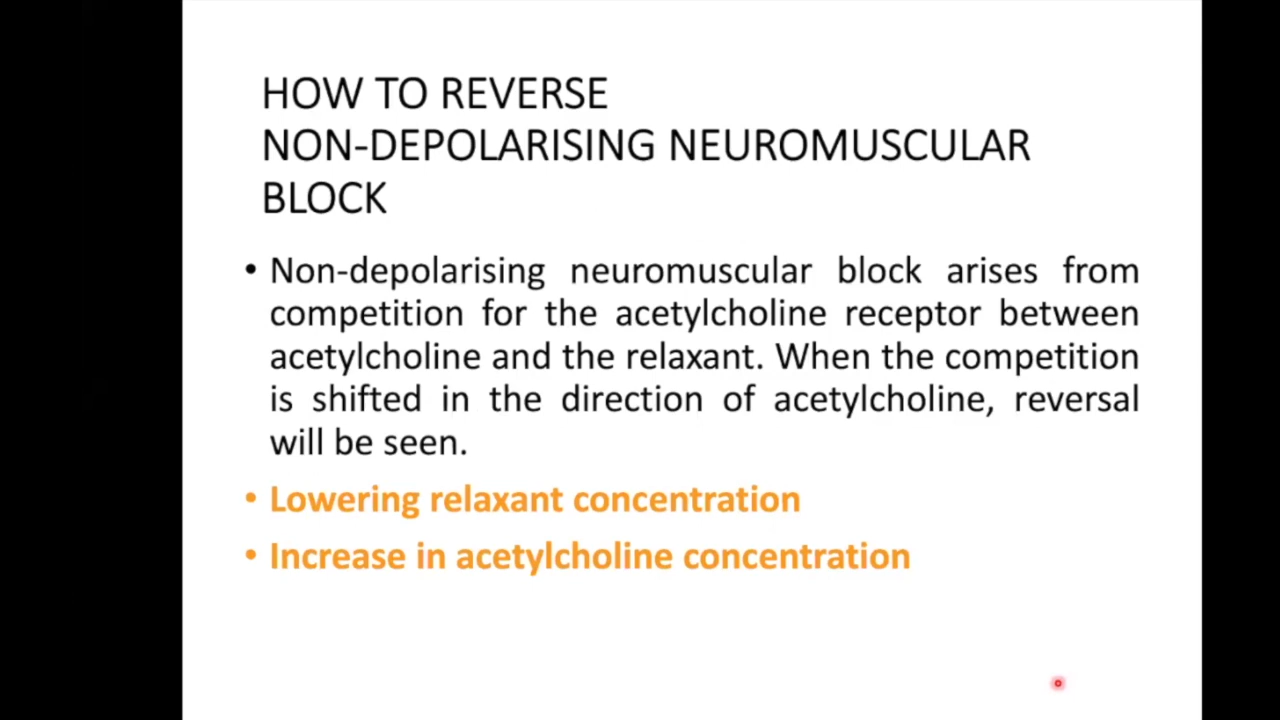 HOW TO REVERSE
NON-DEPOLARISING NEUROMUSCULAR
BLOCK
• Non-depolarising neuromuscular block arises from
competition for the acetylcholine receptor between
acetylcholine and the relaxant. When the competition
is shifted in the direction of acetylcholine, reversal
will be seen.
• Lowering relaxant concentration
• Increase in acetylcholine concentration